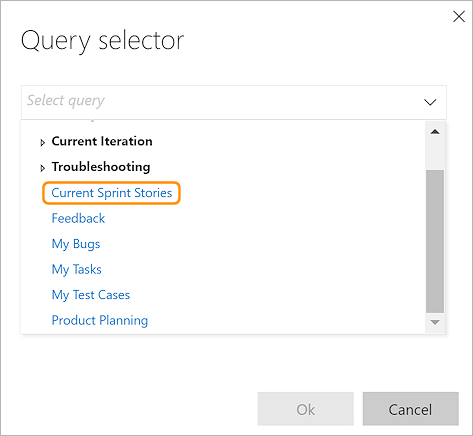 Query selector
Select query
Current Iteration
Troubleshooting
Current Sprint Stories
Feedback
My Bugs
My Tasks
My Test Cases
Product Planning
Ok
Cancel